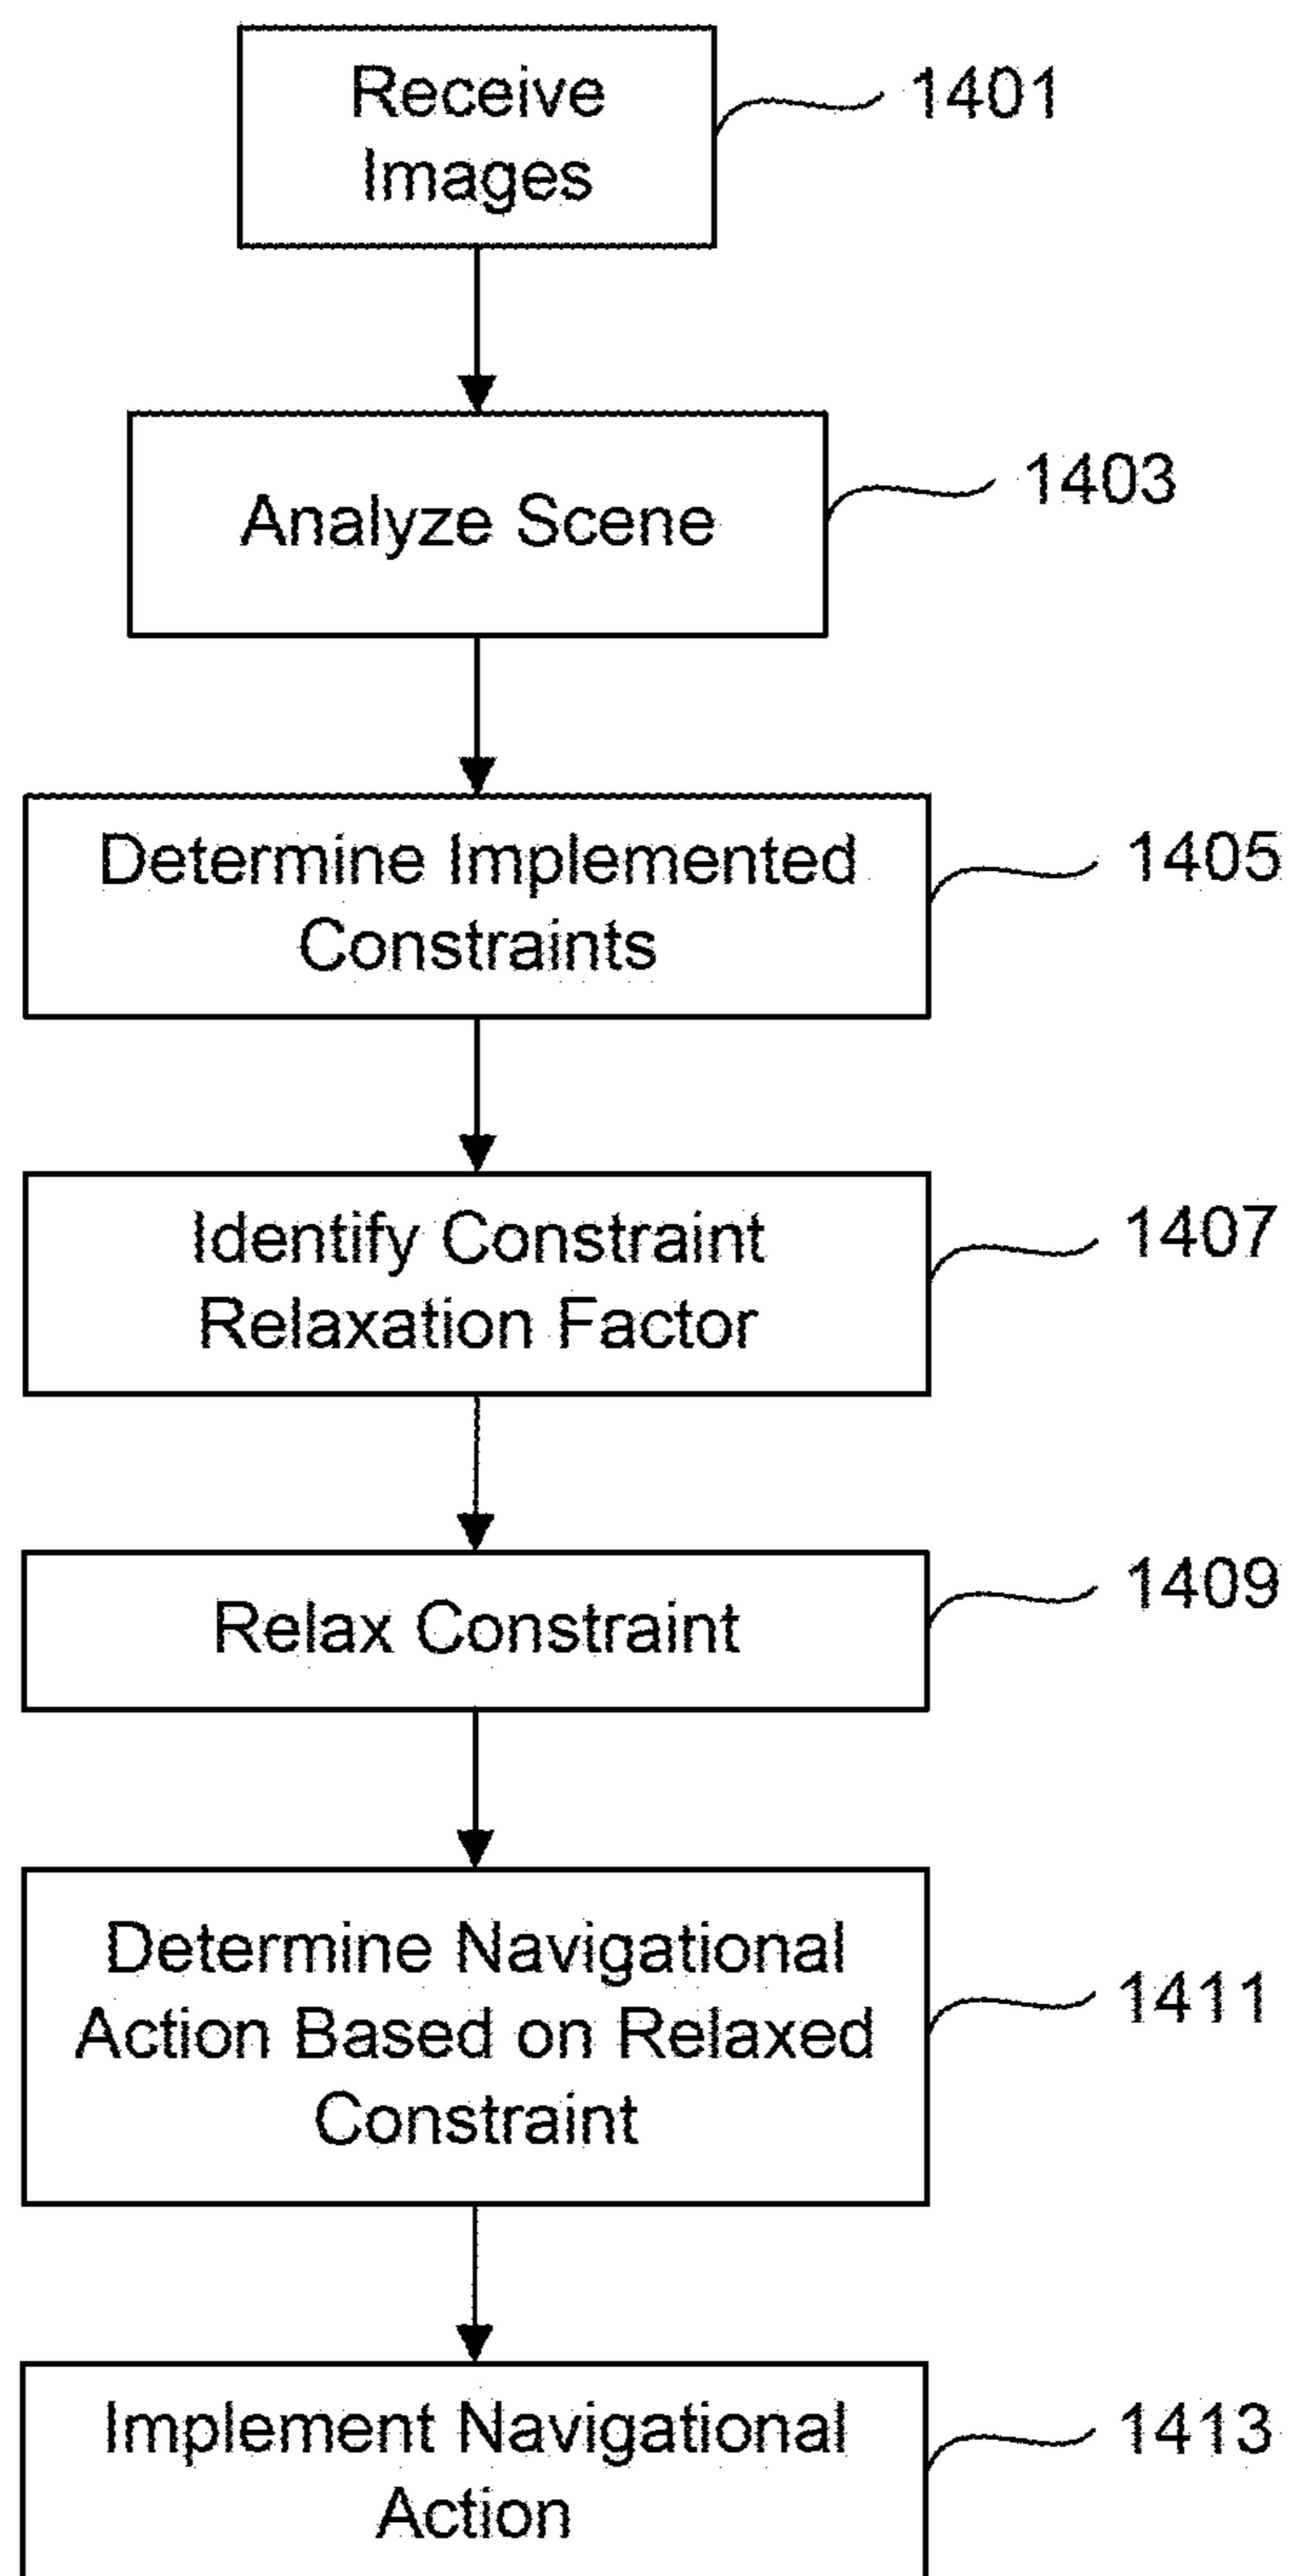 Receive
Images
1401
Analyze Scene
1403
Determine Implemented
Constraints
1405
Identify Constraint
Relaxation Factor
1407
Relax Constraint
1409
Determine Navigational
Action Based on Relaxed
Constraint
1411
Implement Navigational
Action
1413